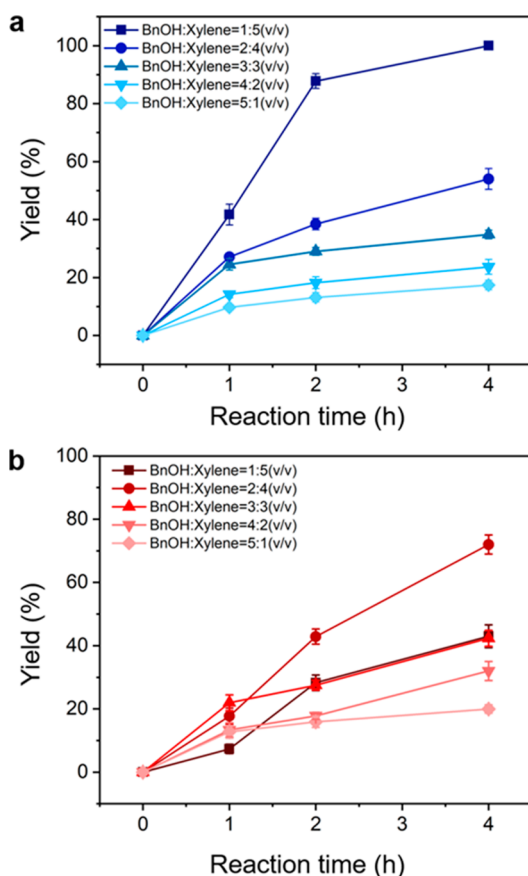 a
100
80
60
40
20
0
Yield (%)
BnOH:Xylene=1:5(v/v)
BnOH:Xylene=2:4(v/v)
BnOH:Xylene=3:3(v/v)
BnOH:Xylene=4:2(v/v)
BnOH:Xylene=5:1(v/v)
0 1 2 3 4
Reaction time (h)
b
100
80
60
40
20
0
Yield (%)
BnOH:Xylene=1:5(v/v)
BnOH:Xylene=2:4(v/v)
BnOH:Xylene=3:3(v/v)
BnOH:Xylene=4:2(v/v)
BnOH:Xylene=5:1(v/v)
0 1 2 3 4
Reaction time (h)